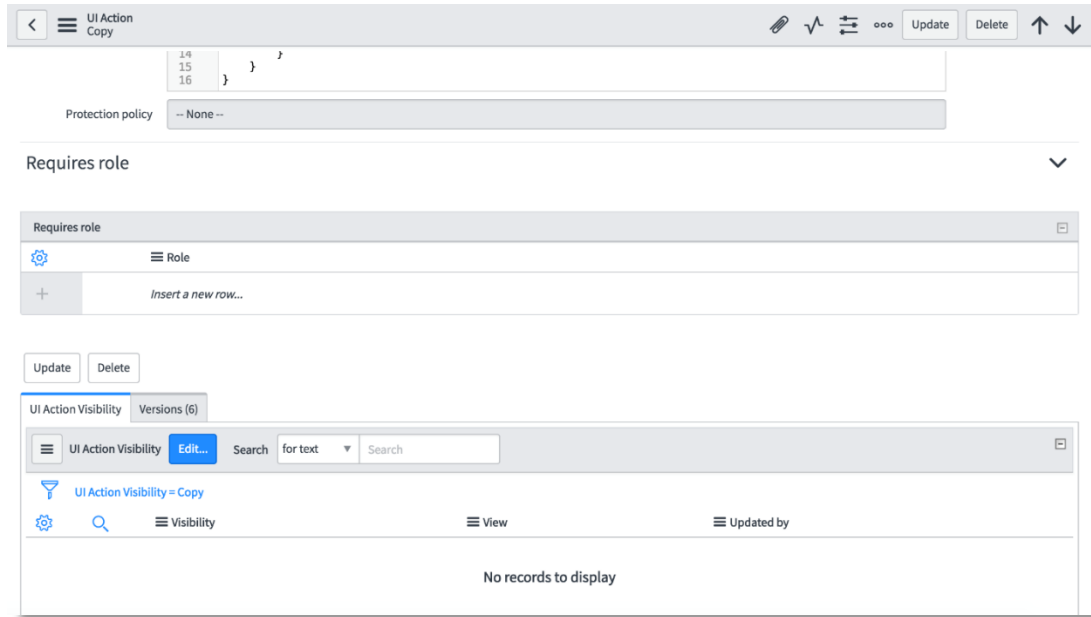 UI Action
Copy
Update
Delete
14 }
15 }
16 }
Protection policy
-- None --
Requires role
Requires role
Role
Insert a new row...
Update
Delete
UI Action Visibility
Versions (6)
UI Action Visibility
Edit...
Search
for text
Search
UI Action Visibility = Copy
Visibility
View
Updated by
No records to display